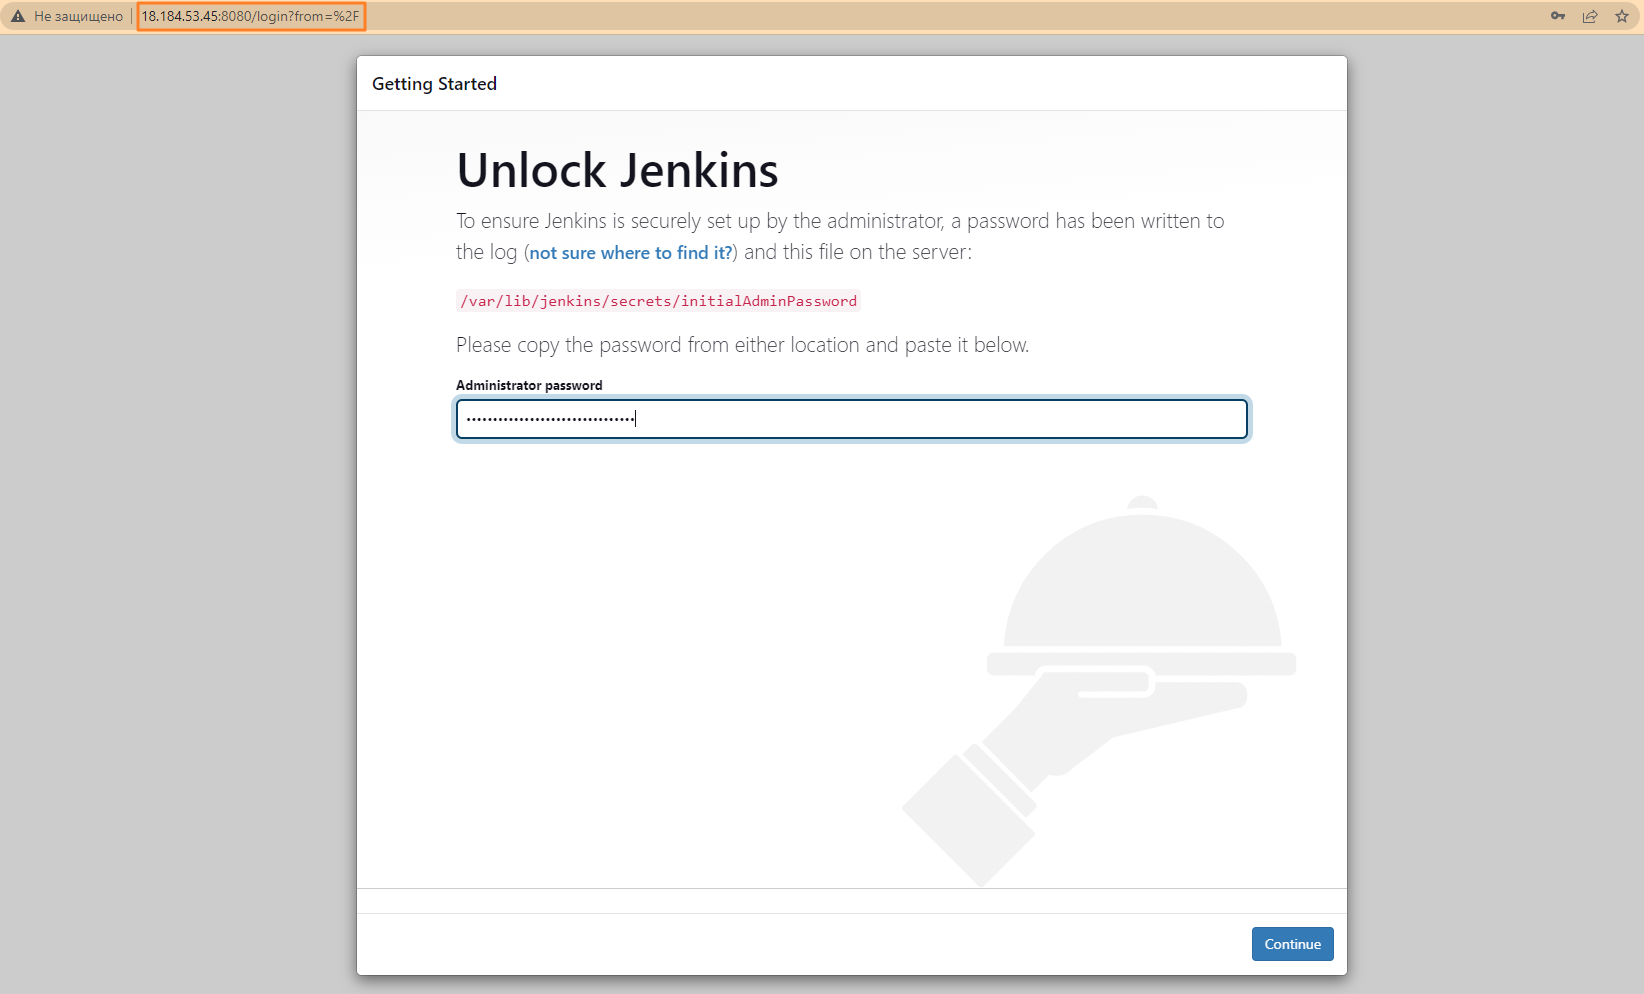 Не защищено 18.184.53.45:8080/login?from=%2F
Getting Started
Unlock Jenkins
To ensure Jenkins is securely set up by the administrator, a password has been written to
the log (not sure where to find it?) and this file on the server:
/var/lib/jenkins/secrets/initialAdminPassword
Please copy the password from either location and paste it below.
Administrator password
Continue